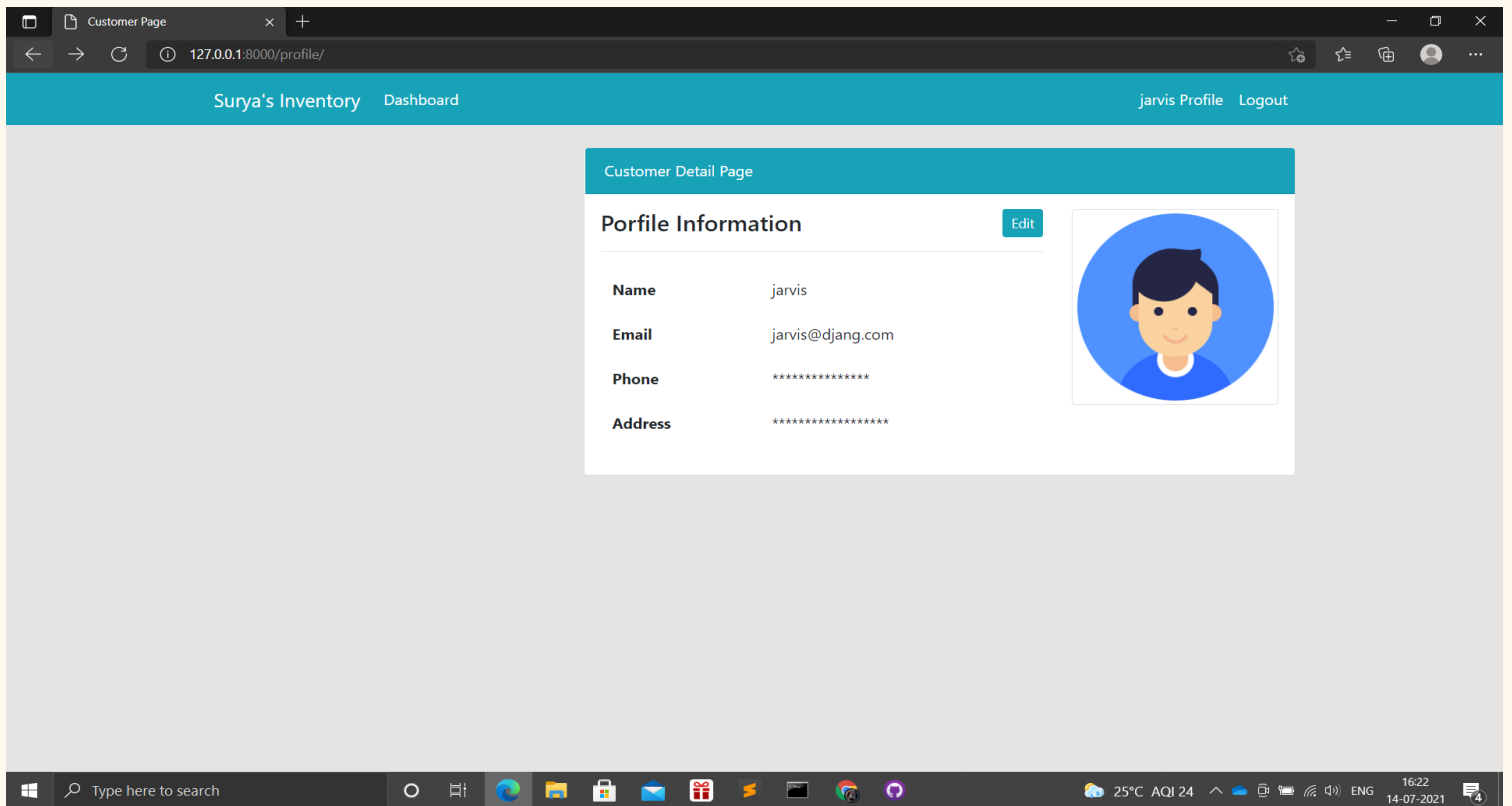 Customer Page
127.0.0.1:8000/profile/
Surya's Inventory Dashboard jarvis Profile Logout
Customer Detail Page
Porfile Information Edit
Name jarvis
Email jarvis@djang.com
Phone ***************
Address ******************
Type here to search 25°C AQI 24 ENG 16:22
14-07-2021 4